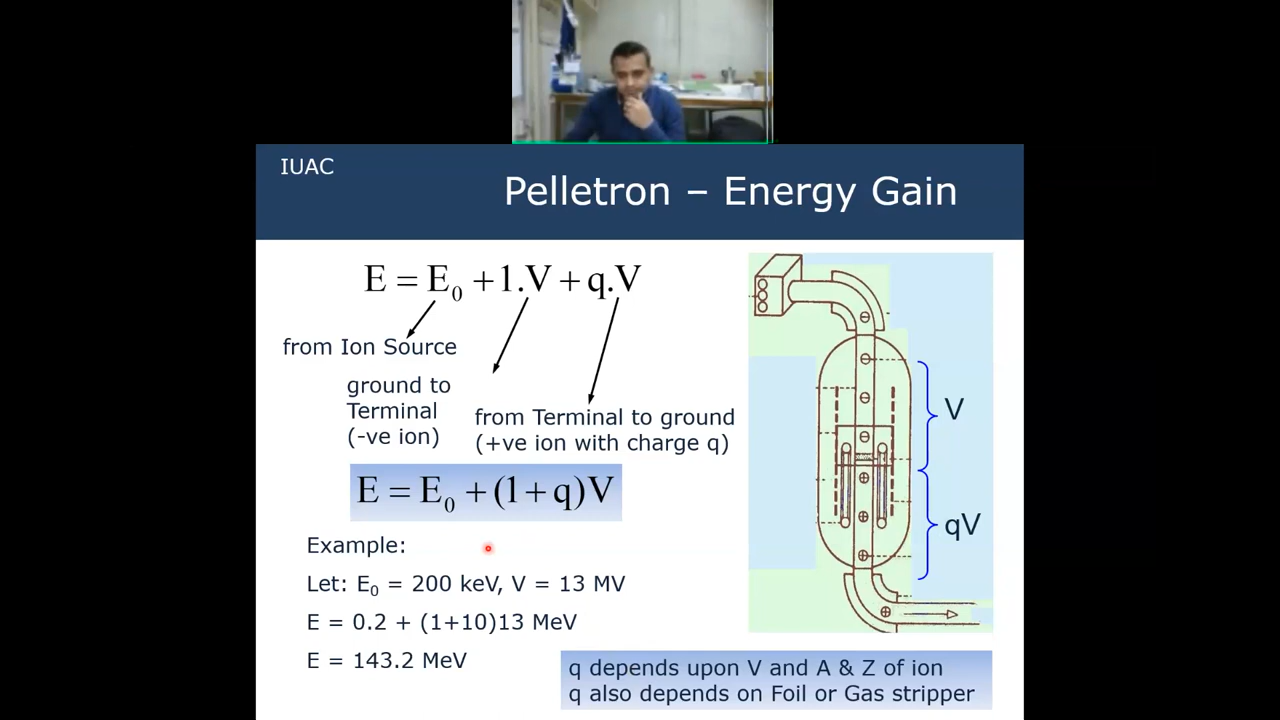 IUAC
Pelletron – Energy Gain
E = E₀ + 1.V + q.V
from Ion Source
ground to
Terminal
(-ve ion)
from Terminal to ground
(+ve ion with charge q)
E = E₀ + (1 + q)V
Example:
Let: E₀ = 200 keV, V = 13 MV
E = 0.2 + (1+10)13 MeV
E = 143.2 MeV
V
qV
q depends upon V and A & Z of ion
q also depends on Foil or Gas stripper